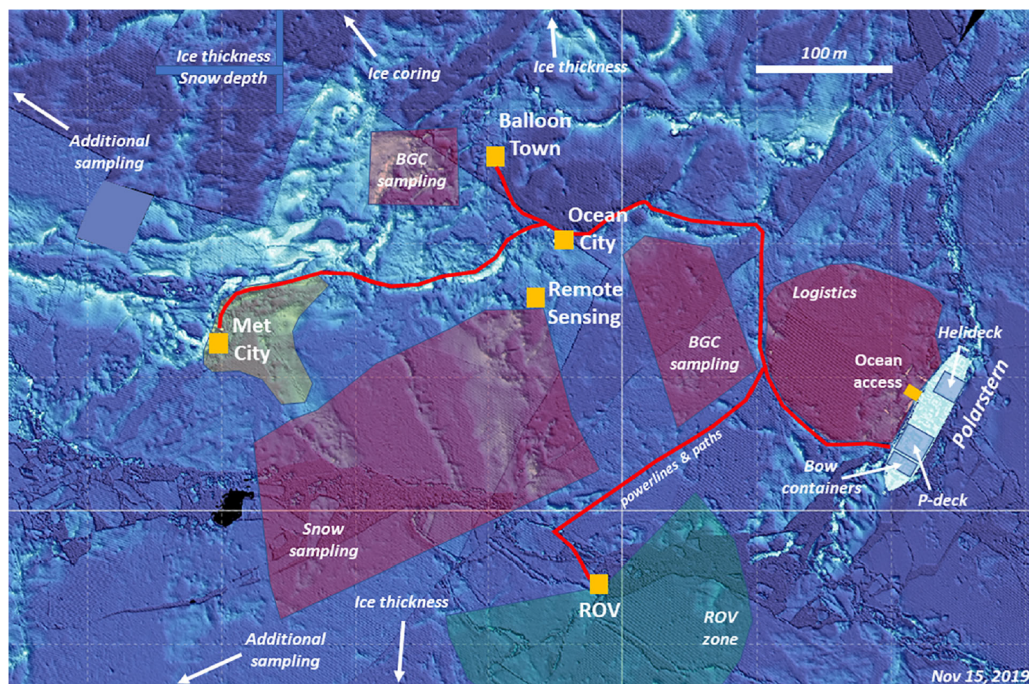 Ice thickness
Snow depth
Ice coring
Ice thickness
100 m
Additional
sampling
Balloon
Town
BGC
sampling
Ocean
City
Remote
Sensing
Logistics
Helideck
Met
City
BGC
sampling
Ocean
access
Polarstern
powerlines & paths
Bow
containers
P-deck
Snow
sampling
Ice thickness
ROV
ROV
zone
Additional
sampling
Nov 15, 2019